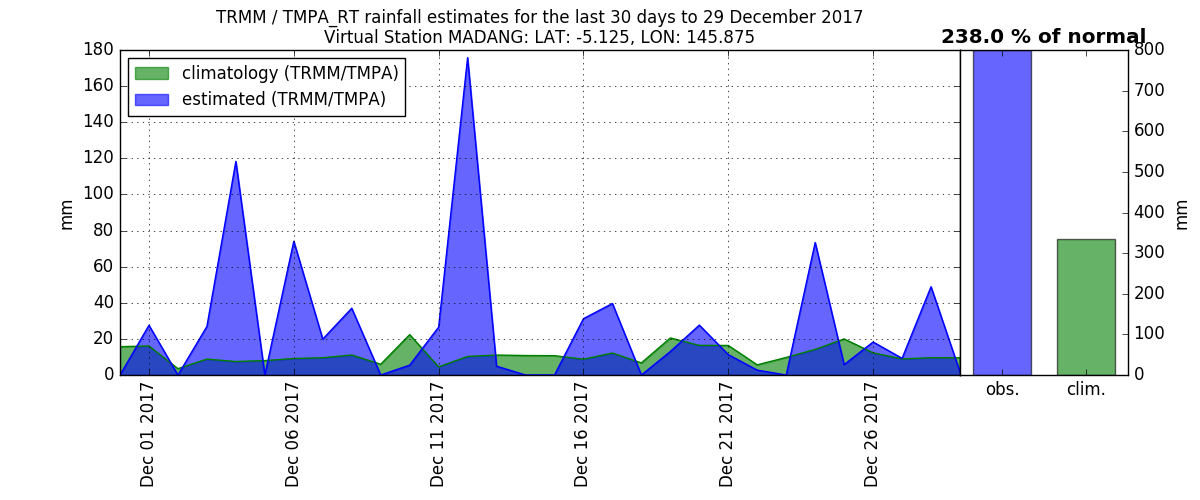 TRMM / TMPA_RT rainfall estimates for the last 30 days to 29 December 2017
Virtual Station MADANG: LAT: -5.125, LON: 145.875
238.0 % of normal
climatology (TRMM/TMPA)
estimated (TRMM/TMPA)
mm
180
160
140
120
100
80
60
40
20
0
Dec 01 2017
Dec 06 2017
Dec 11 2017
Dec 16 2017
Dec 21 2017
Dec 26 2017
800
700
600
500
400
300
200
100
0
mm
obs.
clim.